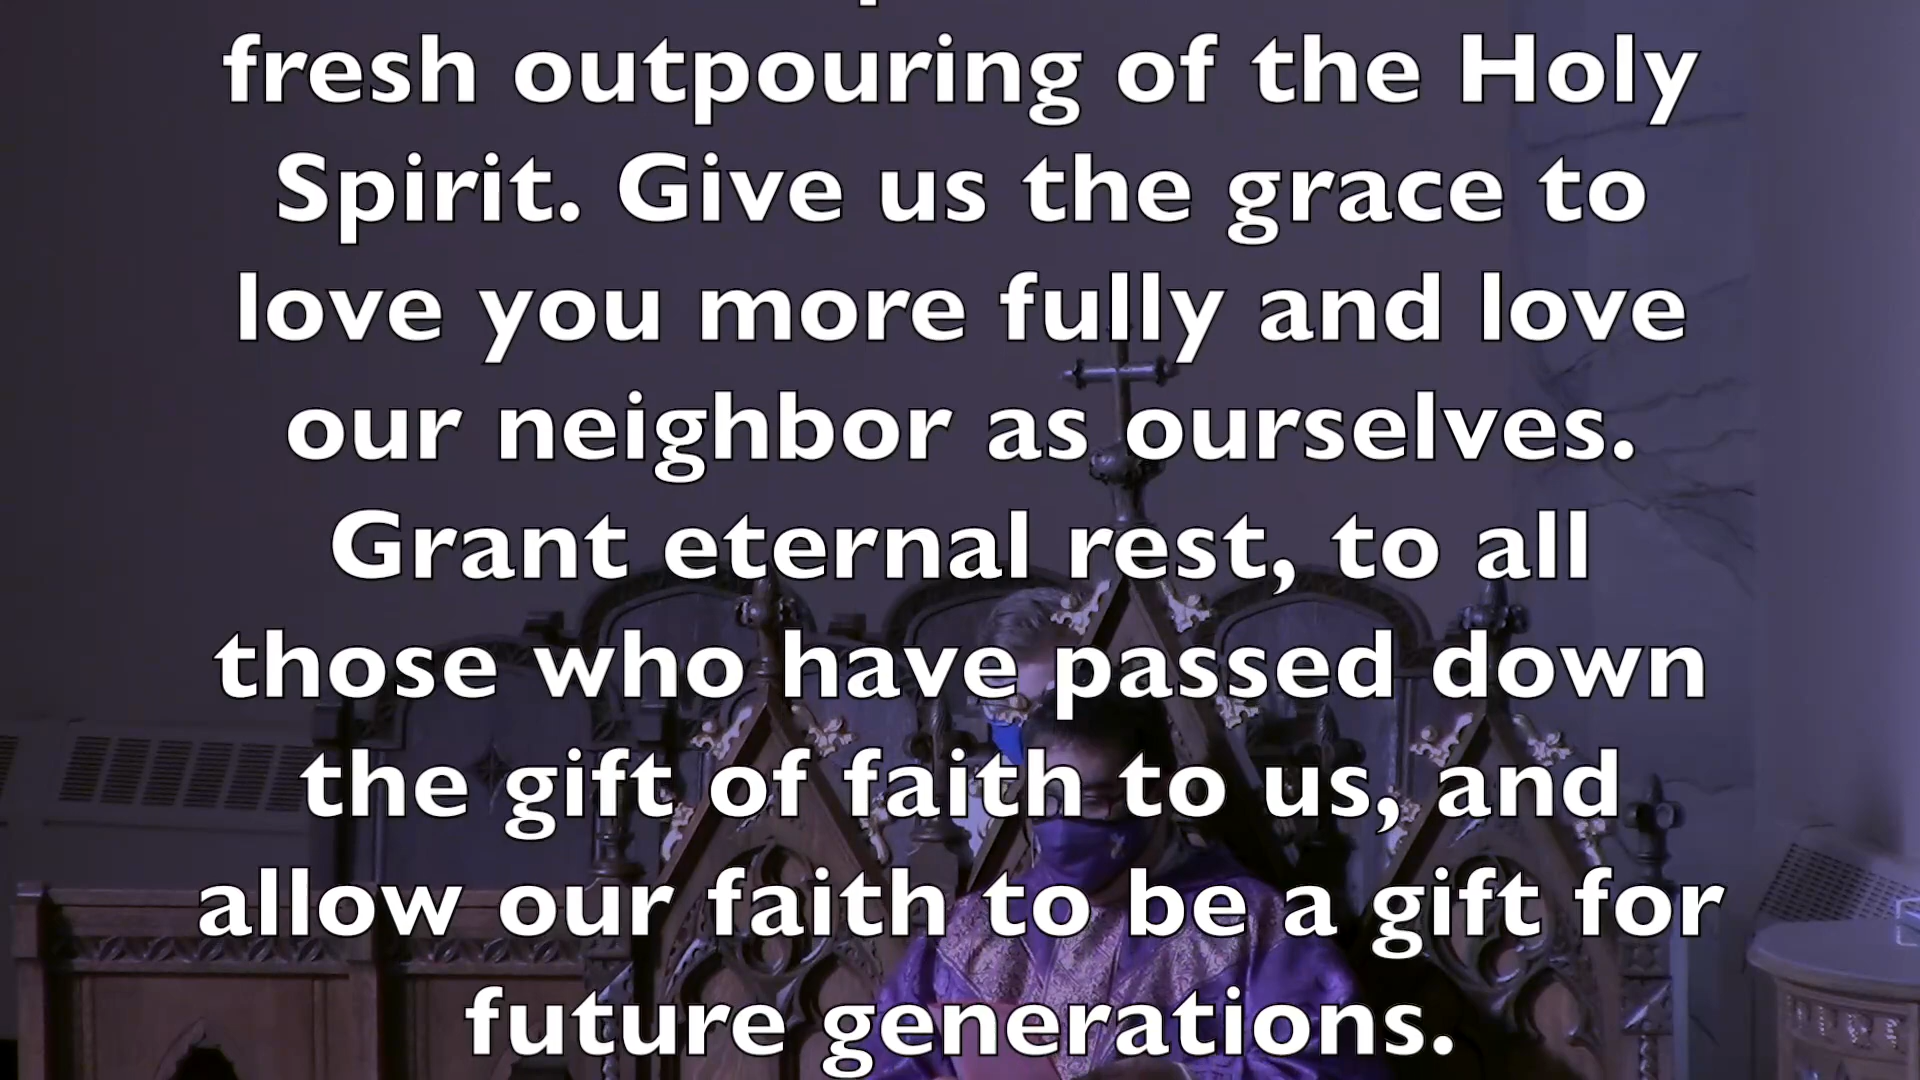 fresh outpouring of the Holy
Spirit. Give us the grace to
love you more fully and love
our neighbor as ourselves.
Grant eternal rest, to all
those who have passed down
the gift of faith to us, and
allow our faith to be a gift for
future generations.